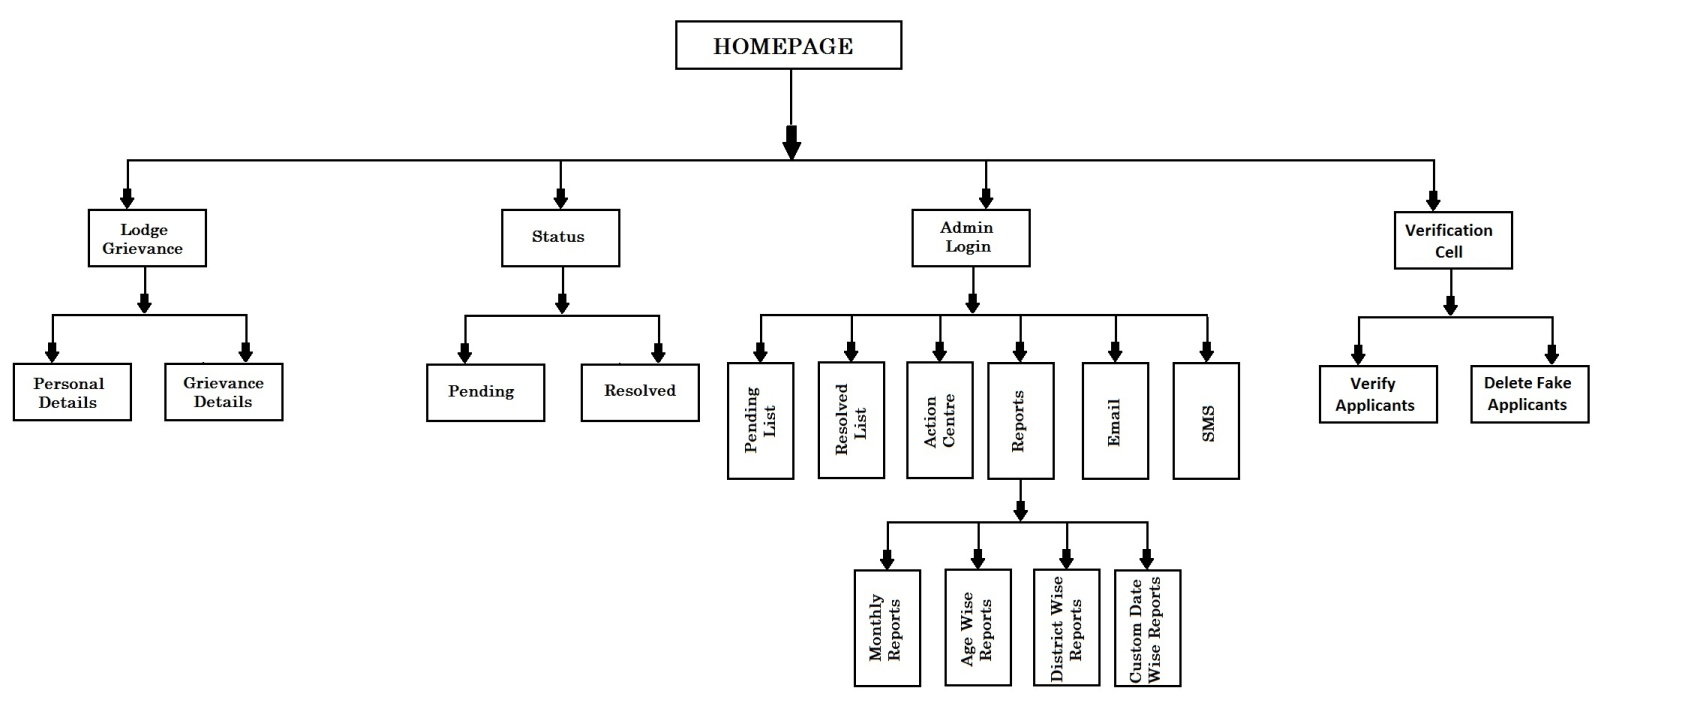 HOMEPAGE
Lodge
Grievance
Status
Admin
Login
Verification
Cell
Personal
Details
Grievance
Details
Pending
Resolved
Pending
List
Resolved
List
Action
Centre
Reports
Email
SMS
Verify
Applicants
Delete Fake
Applicants
Monthly
Reports
Age Wise
Reports
District Wise
Reports
Custom Date
Wise Reports